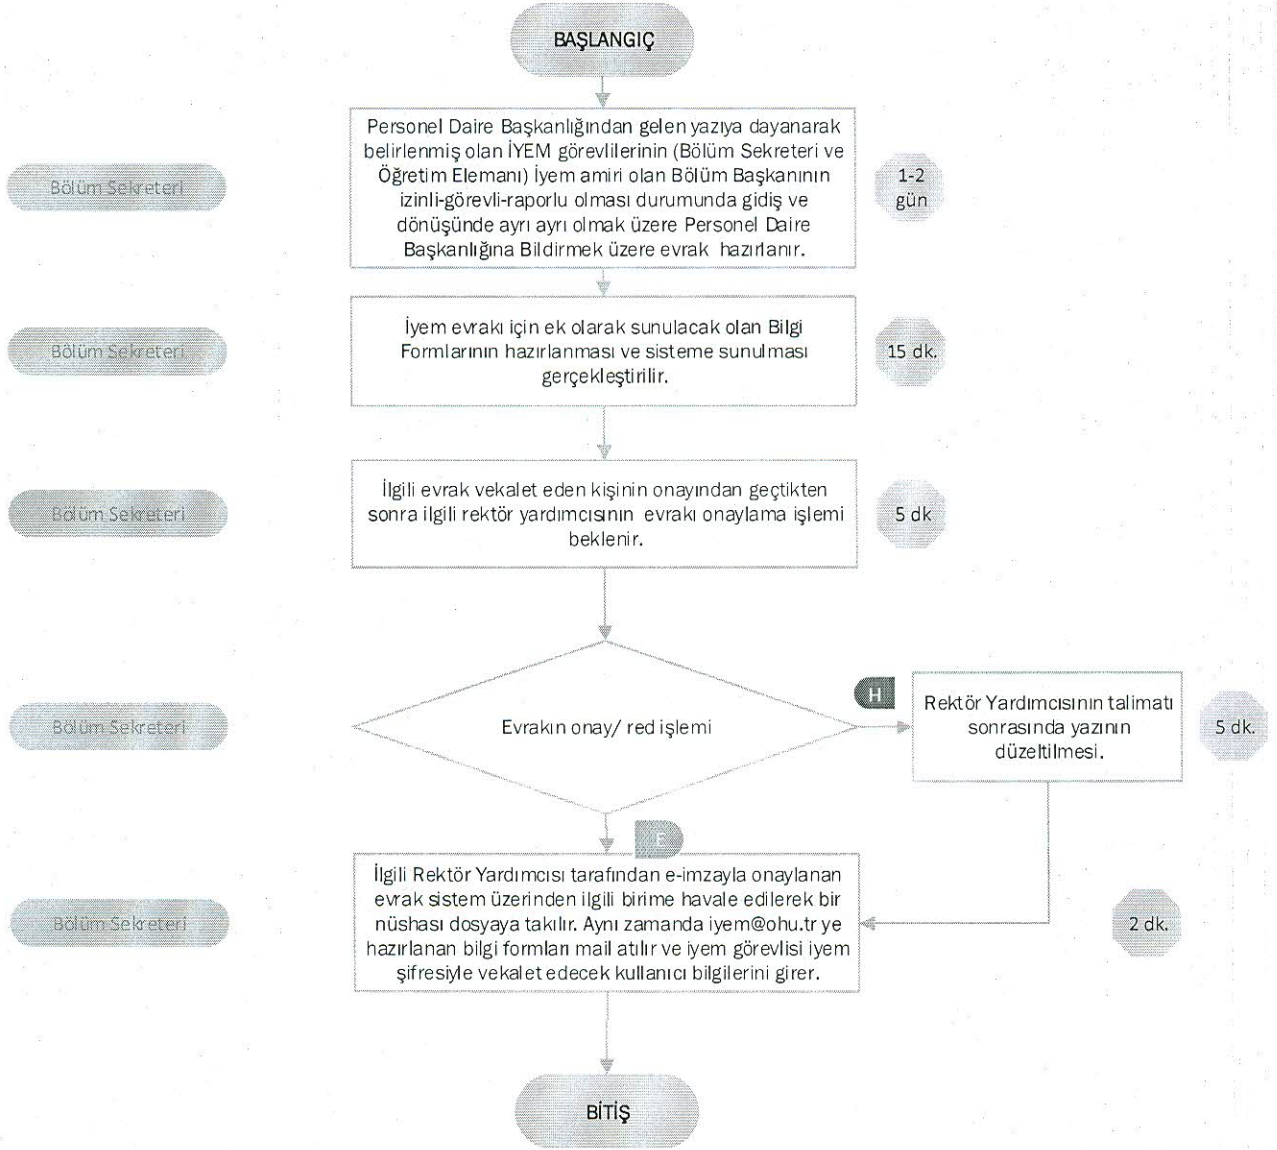 BAŞLANGIÇ
Personel Daire Başkanlığından gelen yazıya dayanarak
belirlenmiş olan İYEM görevlilerinin (Bölüm Sekreteri ve
Öğretim Elemanı) İyem amiri olan Bölüm Başkanının
izinli-görevli-raporlu olması durumunda gidiş ve
dönüşünde ayrı ayrı olmak üzere Personel Daire
Başkanlığına Bildirmek üzere evrak hazırlanır.
Bölüm Sekreteri
1-2
gün
İyem evrakı için ek olarak sunulacak olan Bilgi
Formlarının hazırlanması ve sisteme sunulması
gerçekleştirilir.
Bölüm Sekreteri
15 dk.
İlgili evrak vekalet eden kişinin onayından geçtikten
sonra ilgili rektör yardımcısının evrakı onaylama işlemi
beklenir.
Bölüm Sekreteri
5 dk
Bölüm Sekreteri
Evrakın onay/ red işlemi
H
Rektör Yardımcısının talimatı
sonrasında yazının
düzeltilmesi.
5 dk.
E
İlgili Rektör Yardımcısı tarafından e-imzayla onaylanan
evrak sistem üzerinden ilgili birime havale edilerek bir
nüshası dosyaya takılır. Aynı zamanda iyem@ohu.tr ye
hazırlanan bilgi formları mail atılır ve iyem görevlisi iyem
şifresiyle vekalet edecek kullanıcı bilgilerini girer.
Bölüm Sekreteri
2 dk.
BİTİŞ